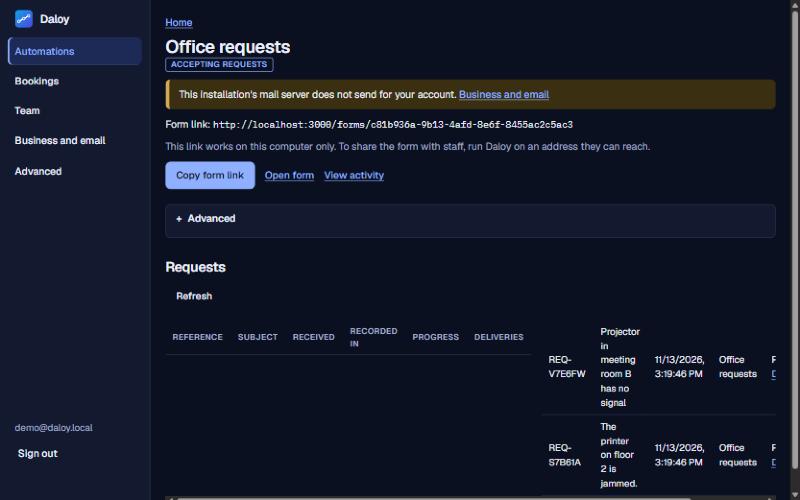 Daloy
Automations
Bookings
Team
Business and email
Advanced
demo@daloy.local
Sign out
Home
Office requests
ACCEPTING REQUESTS
This installation's mail server does not send for your account. Business and email
Form link: http://localhost:3000/forms/c81b936a-9b13-4afd-8e6f-8455ac2c5ac3
This link works on this computer only. To share the form with staff, run Daloy on an address they can reach.
Copy form link Open form View activity
+ Advanced
Requests
Refresh
REFERENCE SUBJECT RECEIVED RECORDED IN PROGRESS DELIVERIES
REQ-V7E6FW Projector in meeting room B has no signal 11/13/2026, 3:19:46 PM Office requests
REQ-S7B61A The printer on floor 2 is jammed. 11/13/2026, 3:19:46 PM Office requests